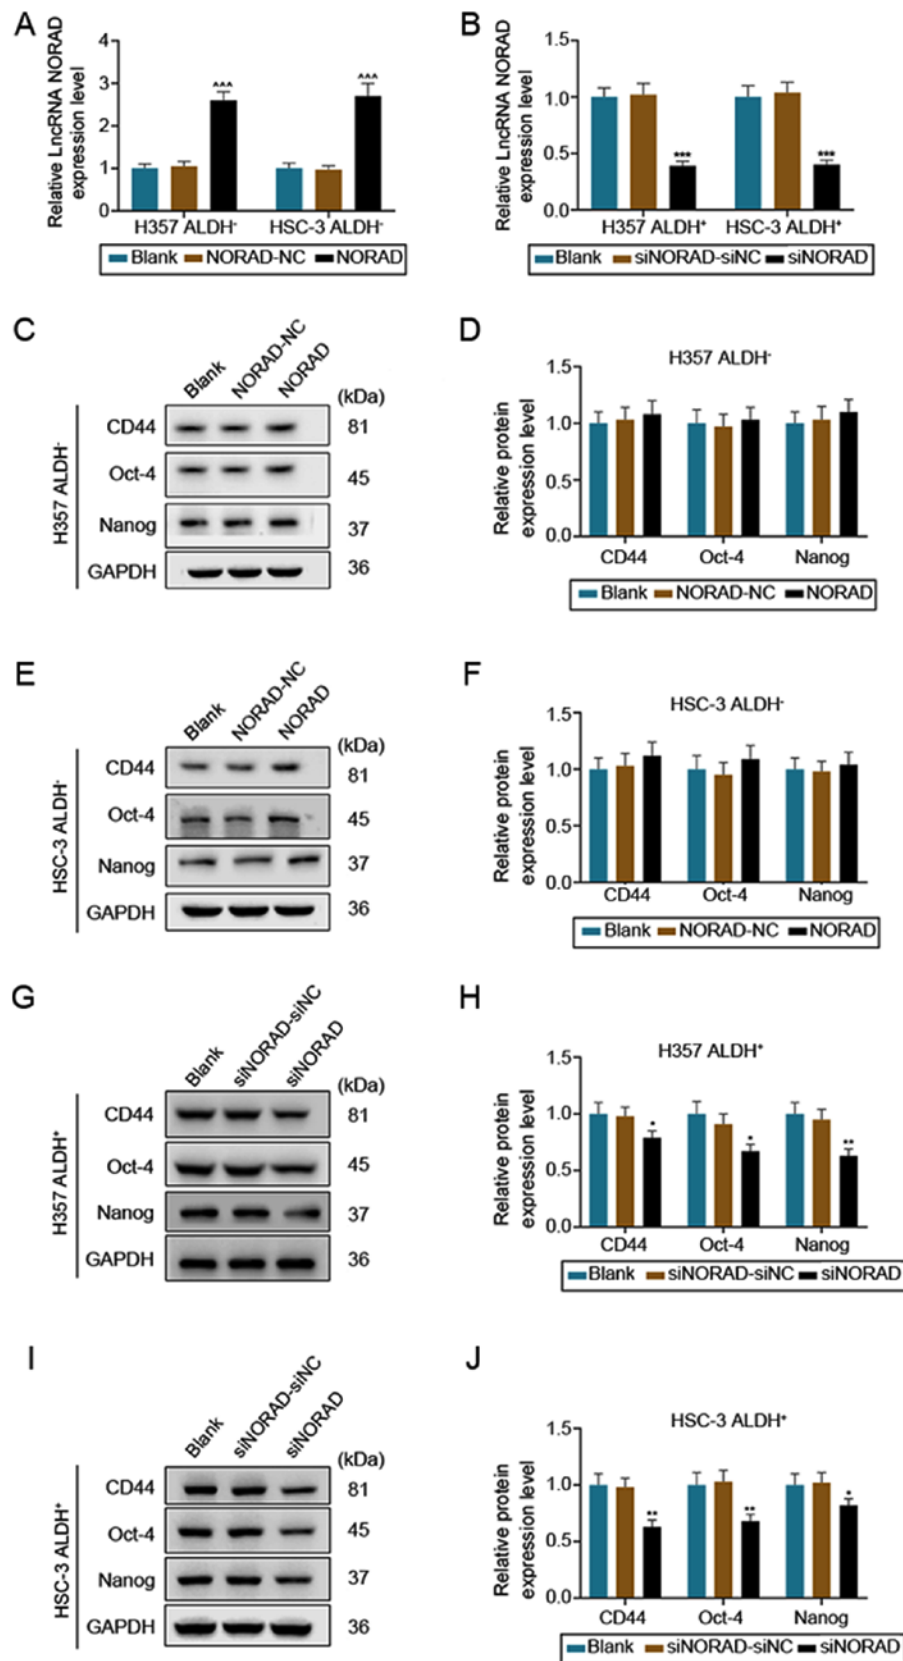 A
Relative LncRNA NORAD
expression level
4
3
2
1
0
^^^
^^^
H357 ALDH-
HSC-3 ALDH-
Blank NORAD-NC NORAD
B
Relative LncRNA NORAD
expression level
1.5
1.0
0.5
0.0
***
***
H357 ALDH+
HSC-3 ALDH+
Blank siNORAD-siNC siNORAD
C
Blank
NORAD-NC
NORAD
(kDa)
H357 ALDH-
CD44 81
Oct-4 45
Nanog 37
GAPDH 36
D
H357 ALDH-
Relative protein
expression level
1.5
1.0
0.5
0.0
CD44 Oct-4 Nanog
Blank NORAD-NC NORAD
E
Blank
NORAD-NC
NORAD
(kDa)
HSC-3 ALDH-
CD44 81
Oct-4 45
Nanog 37
GAPDH 36
F
HSC-3 ALDH-
Relative protein
expression level
1.5
1.0
0.5
0.0
CD44 Oct-4 Nanog
Blank NORAD-NC NORAD
G
Blank
siNORAD-siNC
siNORAD
(kDa)
H357 ALDH+
CD44 81
Oct-4 45
Nanog 37
GAPDH 36
H
H357 ALDH+
Relative protein
expression level
1.5
1.0
0.5
0.0
*
*
**
CD44 Oct-4 Nanog
Blank siNORAD-siNC siNORAD
I
Blank
siNORAD-siNC
siNORAD
(kDa)
HSC-3 ALDH+
CD44 81
Oct-4 45
Nanog 37
GAPDH 36
J
HSC-3 ALDH+
Relative protein
expression level
1.5
1.0
0.5
0.0
**
**
*
CD44 Oct-4 Nanog
Blank siNORAD-siNC siNORAD